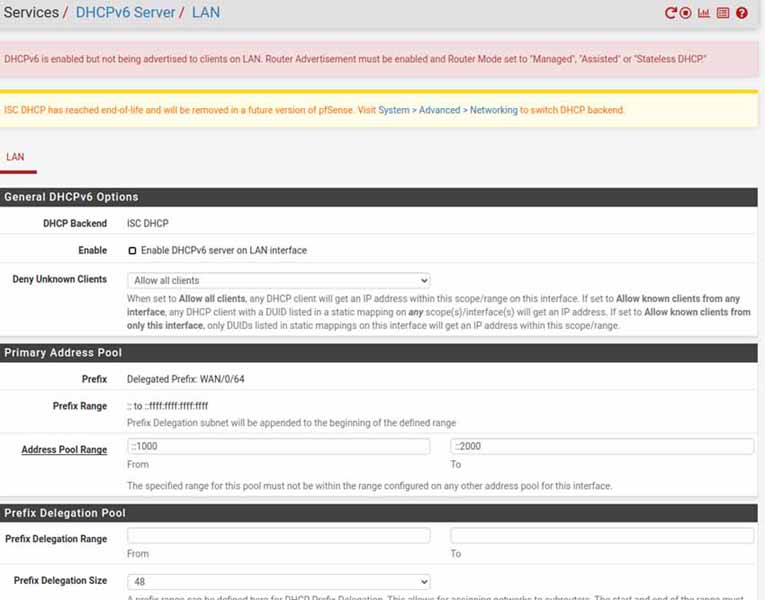 Services / DHCPv6 Server / LAN
DHCPv6 is enabled but not being advertised to clients on LAN. Router Advertisement must be enabled and Router Mode set to "Managed", "Assisted" or "Stateless DHCP."
ISC DHCP has reached end-of-life and will be removed in a future version of pfSense. Visit System > Advanced > Networking to switch DHCP backend.
LAN
General DHCPv6 Options
DHCP Backend ISC DHCP
Enable Enable DHCPv6 server on LAN interface
Deny Unknown Clients Allow all clients
When set to Allow all clients, any DHCP client will get an IP address within this scope/range on this interface. If set to Allow known clients from any
interface, any DHCP client with a DUID listed in a static mapping on any scope(s)/interface(s) will get an IP address. If set to Allow known clients from
only this interface, only DUIDs listed in static mappings on this interface will get an IP address within this scope/range.
Primary Address Pool
Prefix Delegated Prefix: WAN/0/64
Prefix Range :: to ::ffff:ffff:ffff:ffff
Prefix Delegation subnet will be appended to the beginning of the defined range
Address Pool Range ::1000 ::2000
From To
The specified range for this pool must not be within the range configured on any other address pool for this interface.
Prefix Delegation Pool
Prefix Delegation Range
From To
Prefix Delegation Size 48
A prefix range can be defined here for DHCP Prefix Delegation. This allows for assigning networks to subrouters. The start and end of the range must